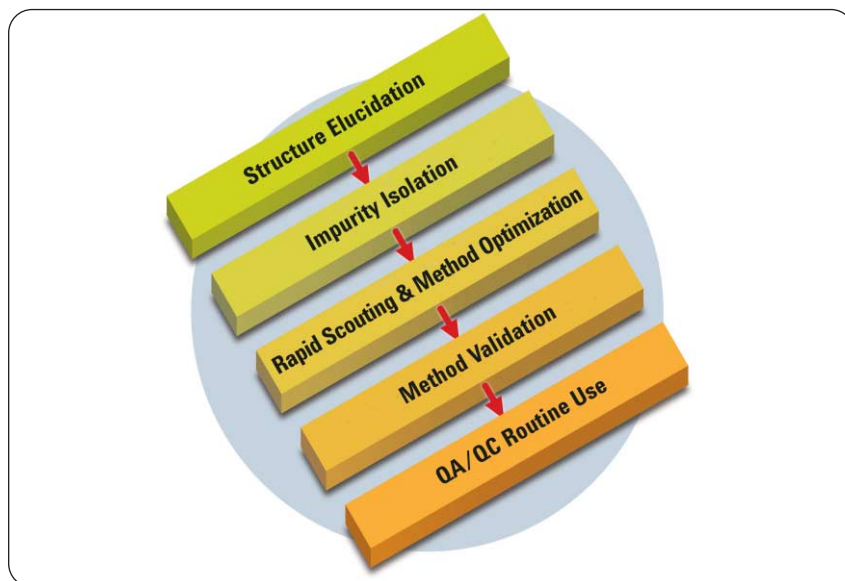 Structure Elucidation
Impurity Isolation
Rapid Scouting & Method Optimization
Method Validation
QA/QC Routine Use